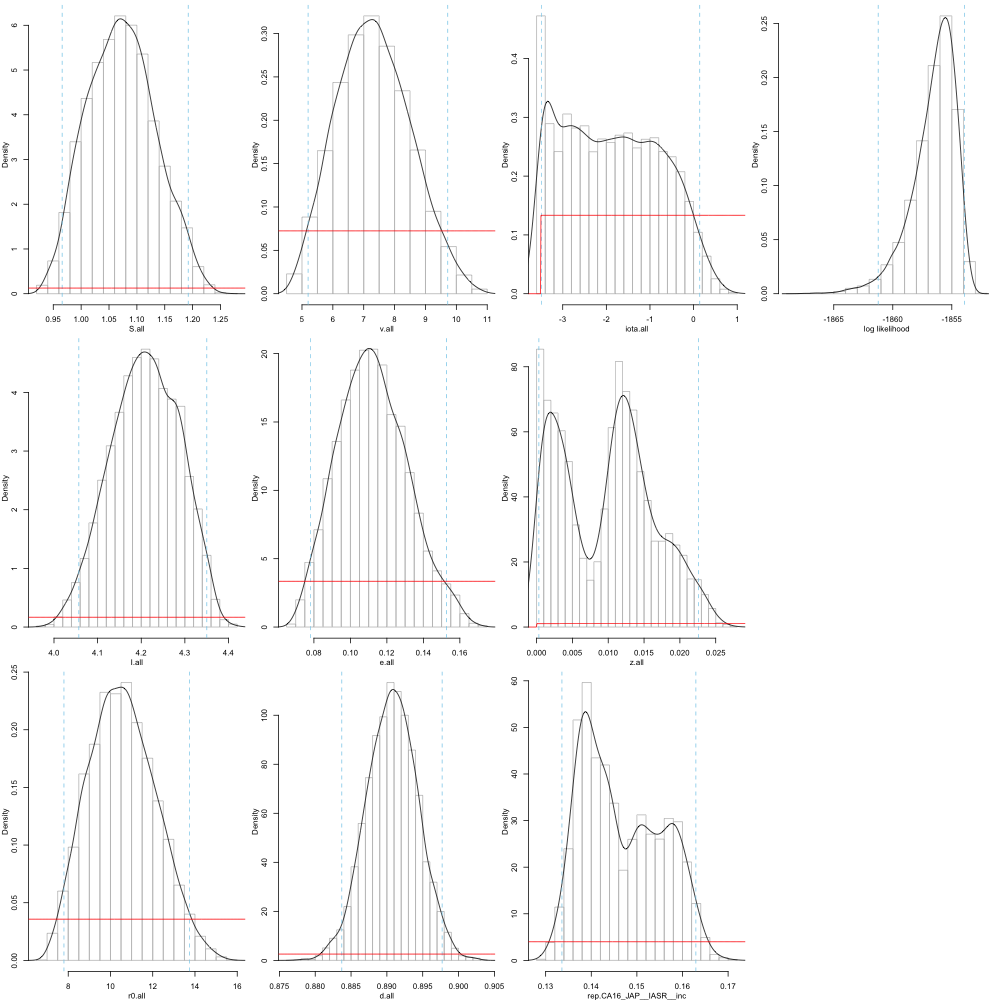 Density
0 1 2 3 4 5 6
0.95 1.00 1.05 1.10 1.15 1.20 1.25
S.all
Density
0.00 0.05 0.10 0.15 0.20 0.25 0.30
5 6 7 8 9 10 11
v.all
Density
0.0 0.1 0.2 0.3 0.4
-3 -2 -1 0 1
iota.all
Density
0.00 0.05 0.10 0.15 0.20 0.25
-1865 -1860 -1855
log likelihood
Density
0 1 2 3 4
4.0 4.1 4.2 4.3 4.4
l.all
Density
0 5 10 15 20
0.08 0.10 0.12 0.14 0.16
e.all
Density
0 20 40 60 80
0.000 0.005 0.010 0.015 0.020 0.025
z.all
Density
0.00 0.05 0.10 0.15 0.20 0.25
8 10 12 14 16
r0.all
Density
0 20 40 60 80 100
0.875 0.880 0.885 0.890 0.895 0.900 0.905
d.all
Density
0 10 20 30 40 50 60
0.13 0.14 0.15 0.16 0.17
rep.CA16_JAP__IASR__inc